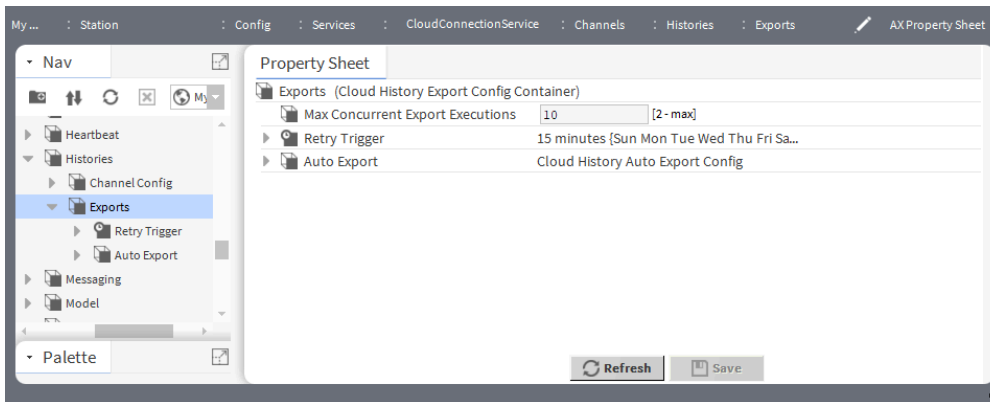 My ... : Station : Config : Services : CloudConnectionService : Channels : Histories : Exports AX Property Sheet
Nav
My
Heartbeat
Histories
Channel Config
Exports
Retry Trigger
Auto Export
Messaging
Model
Palette
Property Sheet
Exports (Cloud History Export Config Container)
Max Concurrent Export Executions 10 [2 - max]
Retry Trigger 15 minutes {Sun Mon Tue Wed Thu Fri Sa...
Auto Export Cloud History Auto Export Config
Refresh Save